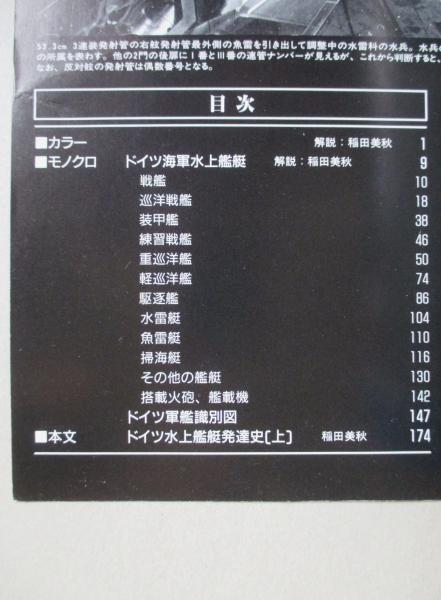 53.3cm 3連装発射管の右舷発射管最外側の魚雷を引き出して調整中の水雷科の水兵。水兵
の所属を表わす。他の2門の後扉にⅠ番とⅢ番の連管ナンバーが見えるが、これから判断すると、
なお、反対舷の発射管は偶数番号となる。
目次
■カラー 解説：稲田美秋 1
■モノクロ ドイツ海軍水上艦艇 解説：稲田美秋 9
戦艦 10
巡洋戦艦 18
装甲艦 38
練習戦艦 46
重巡洋艦 50
軽巡洋艦 74
駆逐艦 86
水雷艇 104
魚雷艇 110
掃海艇 116
その他の艦艇 130
搭載火砲、艦載機 142
ドイツ軍艦識別図 147
■本文 ドイツ水上艦艇発達史〔上〕 稲田美秋 174